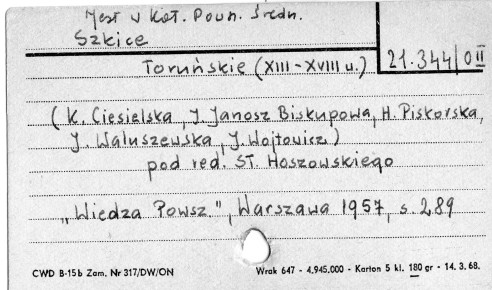 Jest w Kat. Pown. Średn.
Szkice
Toruńskie (XIII-XVIII w.) 21.344/0 II
(K. Ciesielska, J. Janosz Biskupowa, H. Piskorska,
J. Waluszewska, J. Wojtowicz)
pod red. ST. Hoszowskiego
„Wiedza Powsz.", Warszawa 1957, s. 289
CWD B-15b Zam. Nr 317/DW/ON Wrak 647 - 4.945.000 - Karton 5 kl. 180 gr - 14. 3. 68.